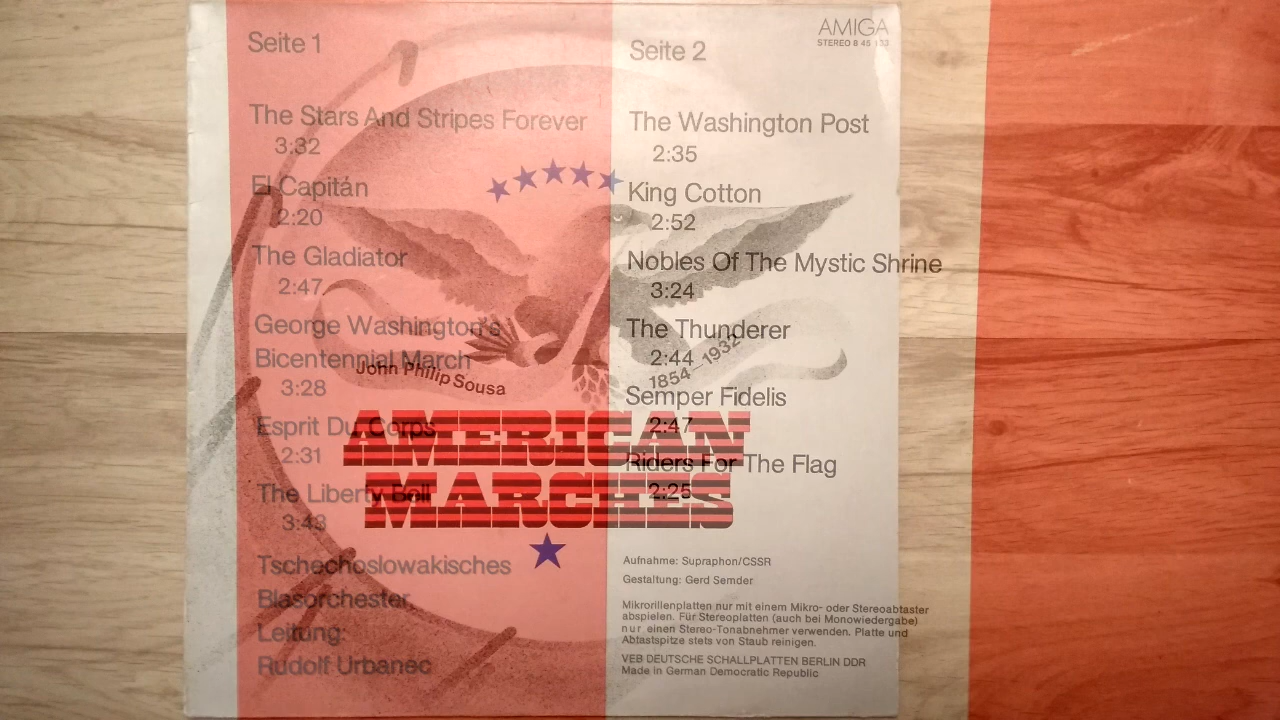 Seite 1
The Stars And Stripes Forever
3:32
El Capitán
2:20
The Gladiator
2:47
George Washington's
Bicentennial March
3:28
Esprit Du Corps
2:31
The Liberty Bell
3:43
Tschechoslowakisches
Blasorchester
Leitung:
Rudolf Urbanec
John Philip Sousa
1854–1932
AMERICAN
MARCHES
AMIGA
STEREO 8 45 133
Seite 2
The Washington Post
2:35
King Cotton
2:52
Nobles Of The Mystic Shrine
3:24
The Thunderer
2:44
Semper Fidelis
2:47
Riders For The Flag
2:25
Aufnahme: Supraphon/CSSR
Gestaltung: Gerd Semder
Mikrorillenplatten nur mit einem Mikro- oder Stereoabtaster
abspielen. Für Stereoplatten (auch bei Monowiedergabe)
nur einen Stereo-Tonabnehmer verwenden. Platte und
Abtastspitze stets von Staub reinigen.
VEB DEUTSCHE SCHALLPLATTEN BERLIN DDR
Made in German Democratic Republic